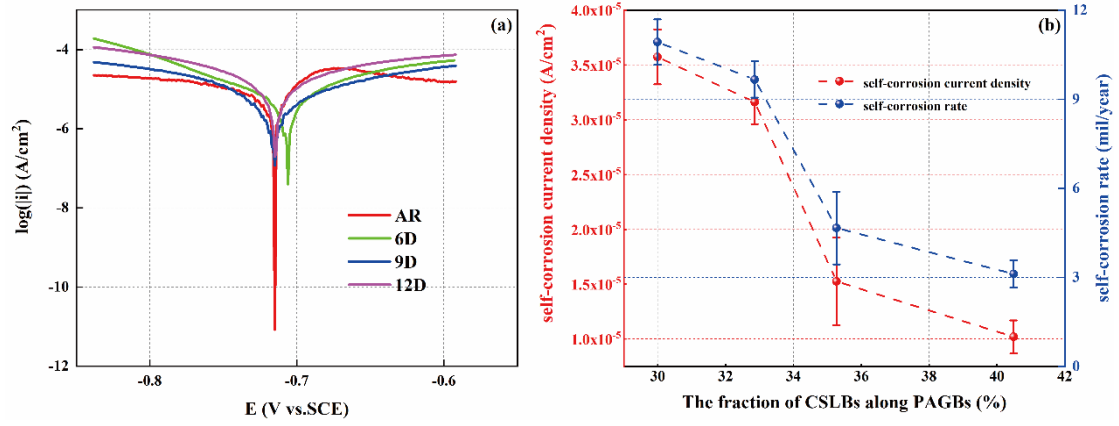 (a)
log(|i|) (A/cm²)
-4
-6
-8
-10
-12
AR
6D
9D
12D
-0.8
-0.7
-0.6
E (V vs.SCE)
(b)
self-corrosion current density (A/cm²)
4.0x10⁻⁵
3.5x10⁻⁵
3.0x10⁻⁵
2.5x10⁻⁵
2.0x10⁻⁵
1.5x10⁻⁵
1.0x10⁻⁵
self-corrosion current density
self-corrosion rate
12
9
6
3
0
self-corrosion rate (mil/year)
30
32
34
36
38
40
42
The fraction of CSLBs along PAGBs (%)